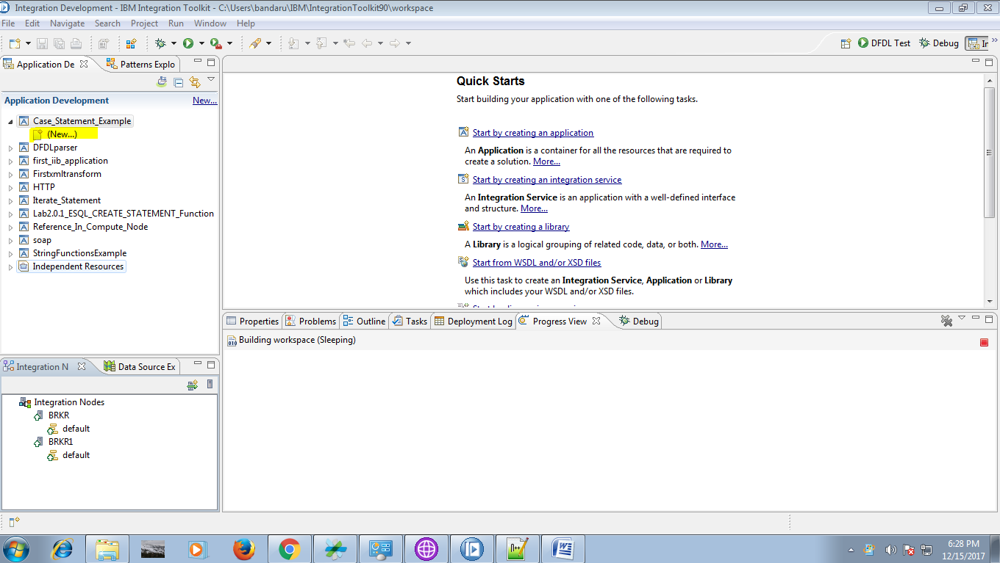 Integration Development - IBM Integration Toolkit - C:\Users\bandaru\IBM\IntegrationToolkit90\workspace
File Edit Navigate Search Project Run Window Help
DFDL Test Debug
Application De Patterns Explo
Application Development New...
Case_Statement_Example
(New...)
DFDLparser
first_iib_application
Firstxmltransform
HTTP
Iterate_Statement
Lab2.0.1_ESQL_CREATE_STATEMENT_Function
Reference_In_Compute_Node
soap
StringFunctionsExample
Independent Resources
Quick Starts
Start building your application with one of the following tasks.
Start by creating an application
An Application is a container for all the resources that are required to
create a solution. More...
Start by creating an integration service
An Integration Service is an application with a well-defined interface
and structure. More...
Start by creating a library
A Library is a logical grouping of related code, data, or both. More...
Start from WSDL and/or XSD files
Use this task to create an Integration Service, Application or Library
which includes your WSDL and/or XSD files.
Properties Problems Outline Tasks Deployment Log Progress View Debug
Building workspace (Sleeping)
Integration N Data Source Ex
Integration Nodes
BRKR
default
BRKR1
default
6:28 PM
12/15/2017